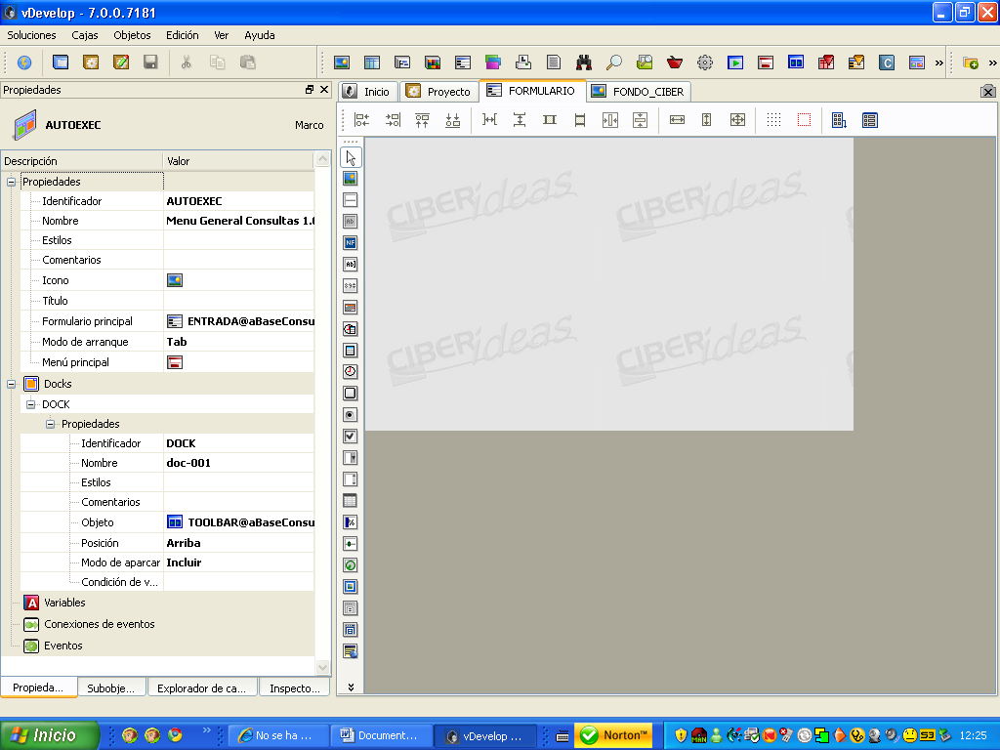 vDevelop - 7.0.0.7181
Soluciones Cajas Objetos Edición Ver Ayuda
Propiedades
Inicio Proyecto FORMULARIO FONDO_CIBER
AUTOEXEC Marco
Descripción Valor
Propiedades
Identificador AUTOEXEC
Nombre Menu General Consultas 1.0
Estilos
Comentarios
Icono
Título
Formulario principal ENTRADA@aBaseConsu
Modo de arranque Tab
Menú principal
Docks
DOCK
Propiedades
Identificador DOCK
Nombre doc-001
Estilos
Comentarios
Objeto TOOLBAR@aBaseConsu
Posición Arriba
Modo de aparcar Incluir
Condición de v...
Variables
Conexiones de eventos
Eventos
CIBERideas CIBERideas
CIBERideas CIBERideas
Propieda... Subobje... Explorador de ca... Inspecto...
Inicio No se ha ... Document... vDevelop ... Norton™ 12:25